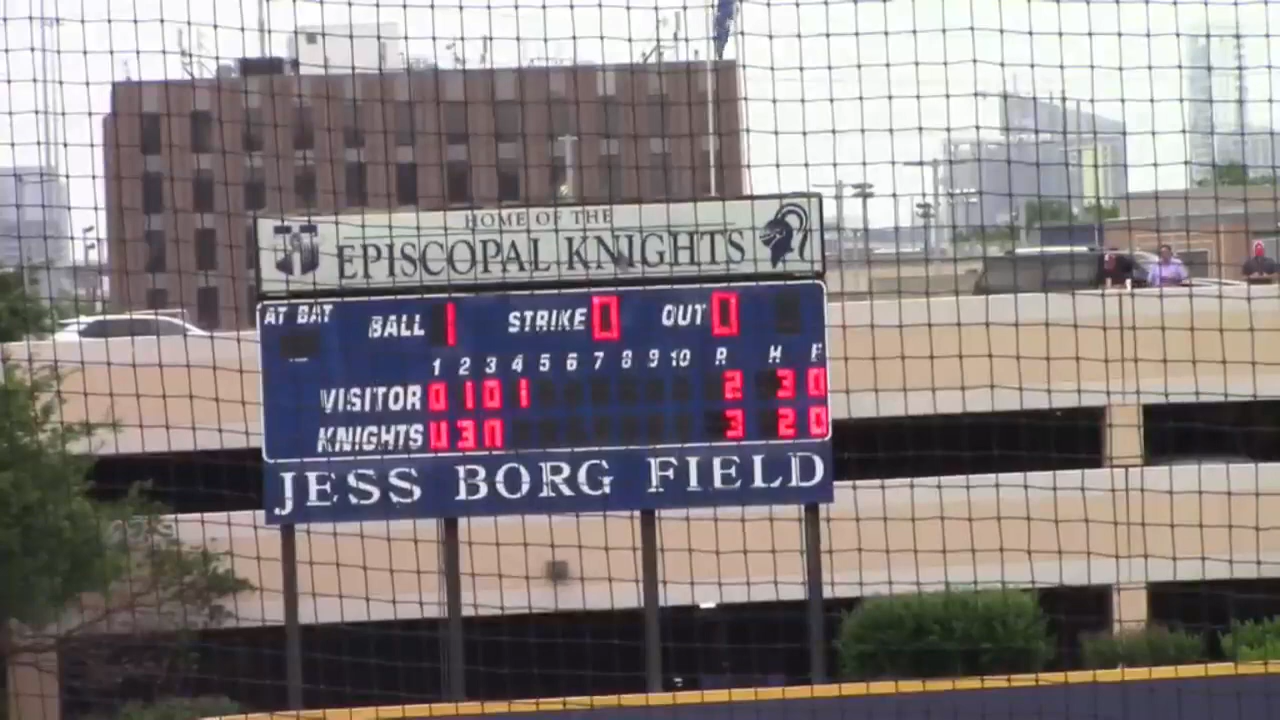 HOME OF THE
EPISCOPAL KNIGHTS
AT BAT BALL 1 STRIKE 0 OUT 0
1 2 3 4 5 6 7 8 9 10 R H E
VISITOR 0 1 0 1 2 3 0
KNIGHTS 0 3 0 3 2 0
JESS BORG FIELD